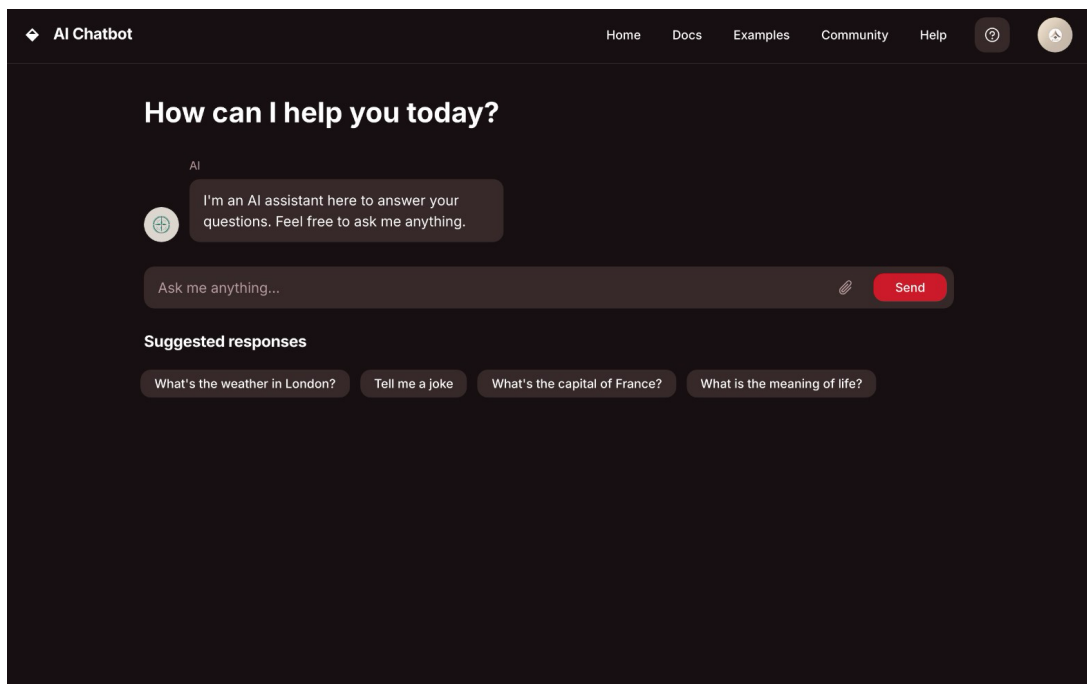 AI Chatbot
Home Docs Examples Community Help
How can I help you today?
AI
I'm an AI assistant here to answer your
questions. Feel free to ask me anything.
Ask me anything...
Send
Suggested responses
What's the weather in London? Tell me a joke What's the capital of France? What is the meaning of life?